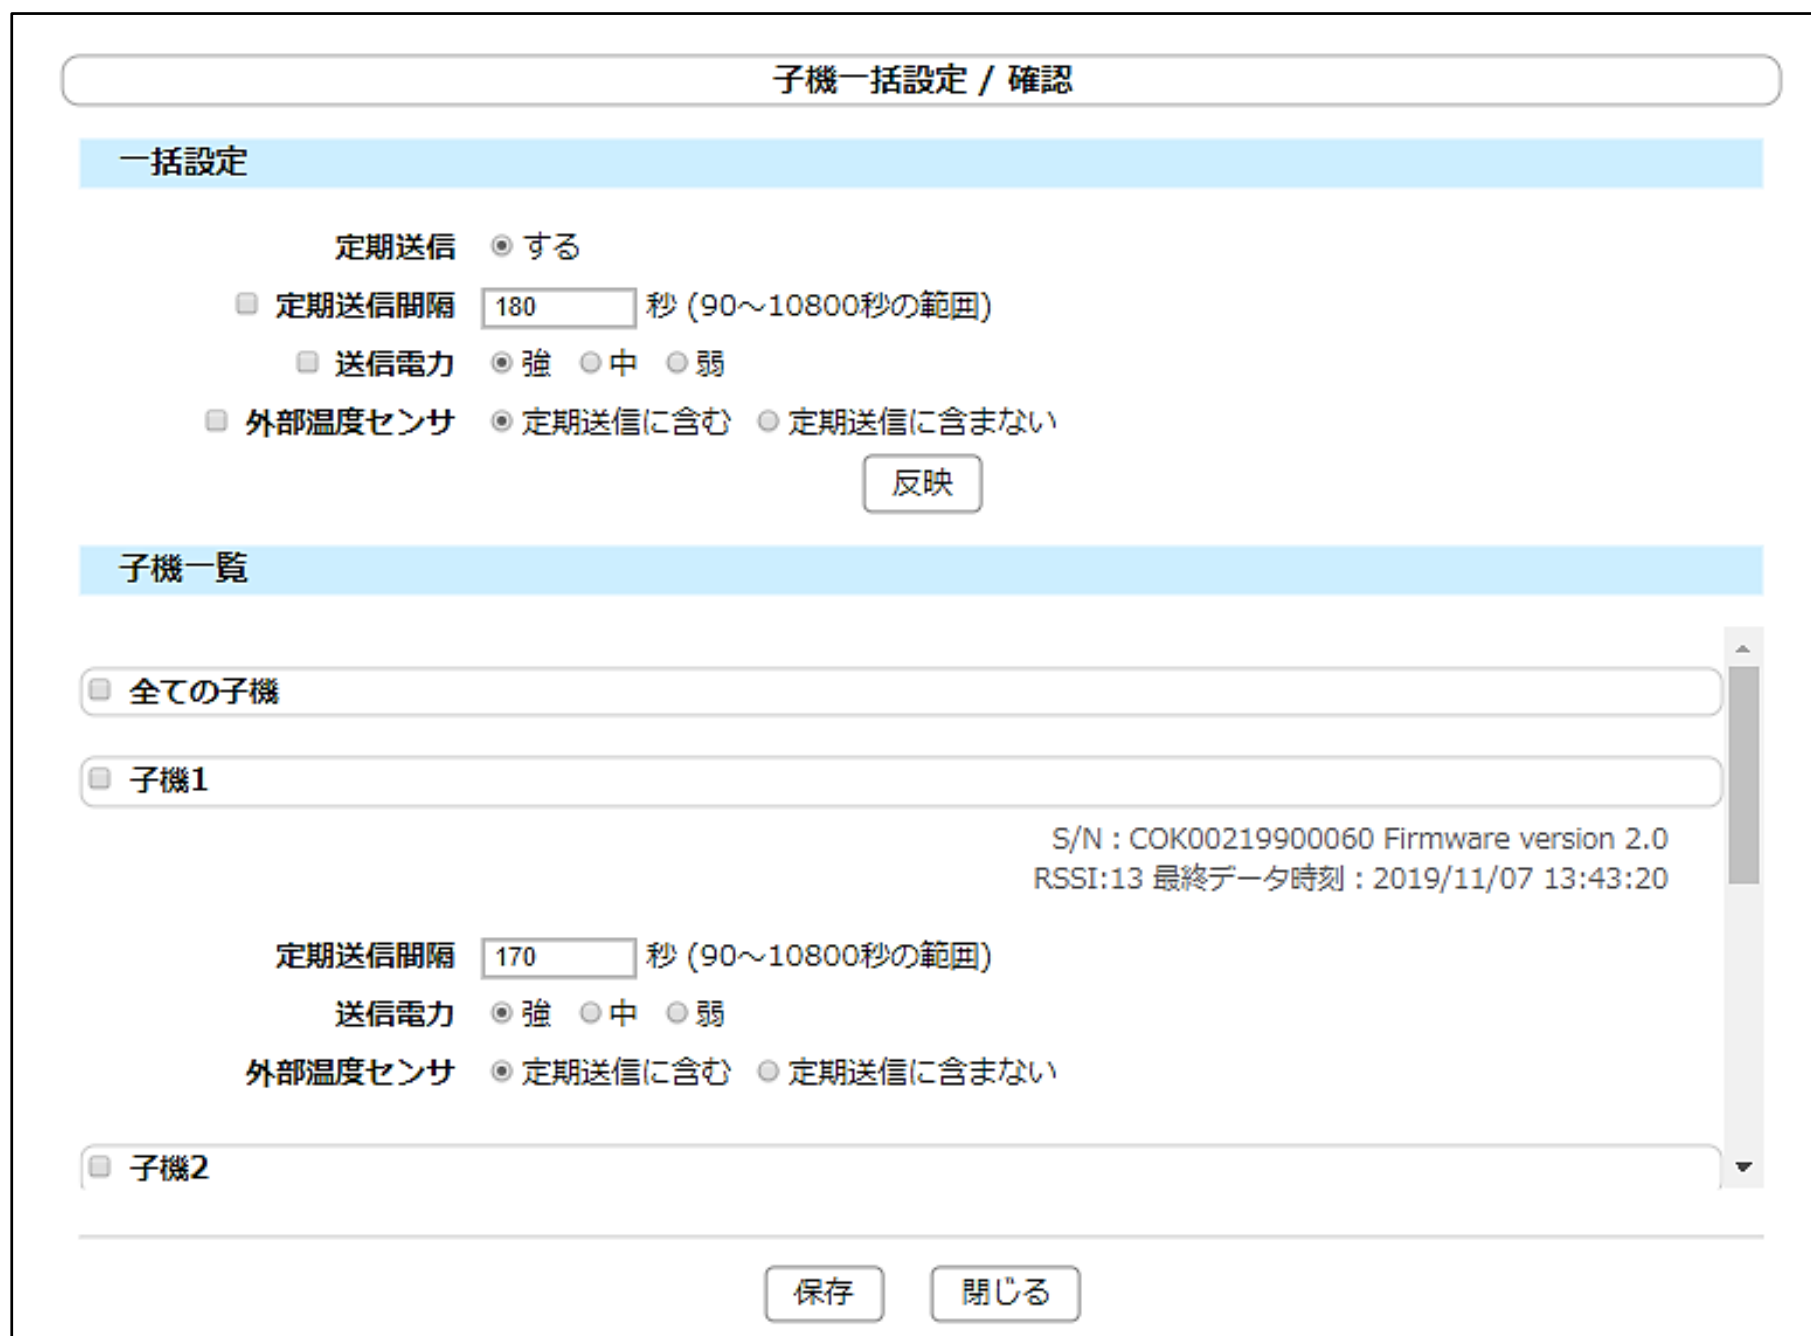 子機一括設定 / 確認
一括設定
定期送信 する
定期送信間隔 180 秒 (90～10800秒の範囲)
送信電力 強 中 弱
外部温度センサ 定期送信に含む 定期送信に含まない
反映
子機一覧
全ての子機
子機1
S/N : COK00219900060 Firmware version 2.0
RSSI:13 最終データ時刻 : 2019/11/07 13:43:20
定期送信間隔 170 秒 (90～10800秒の範囲)
送信電力 強 中 弱
外部温度センサ 定期送信に含む 定期送信に含まない
子機2
保存 閉じる